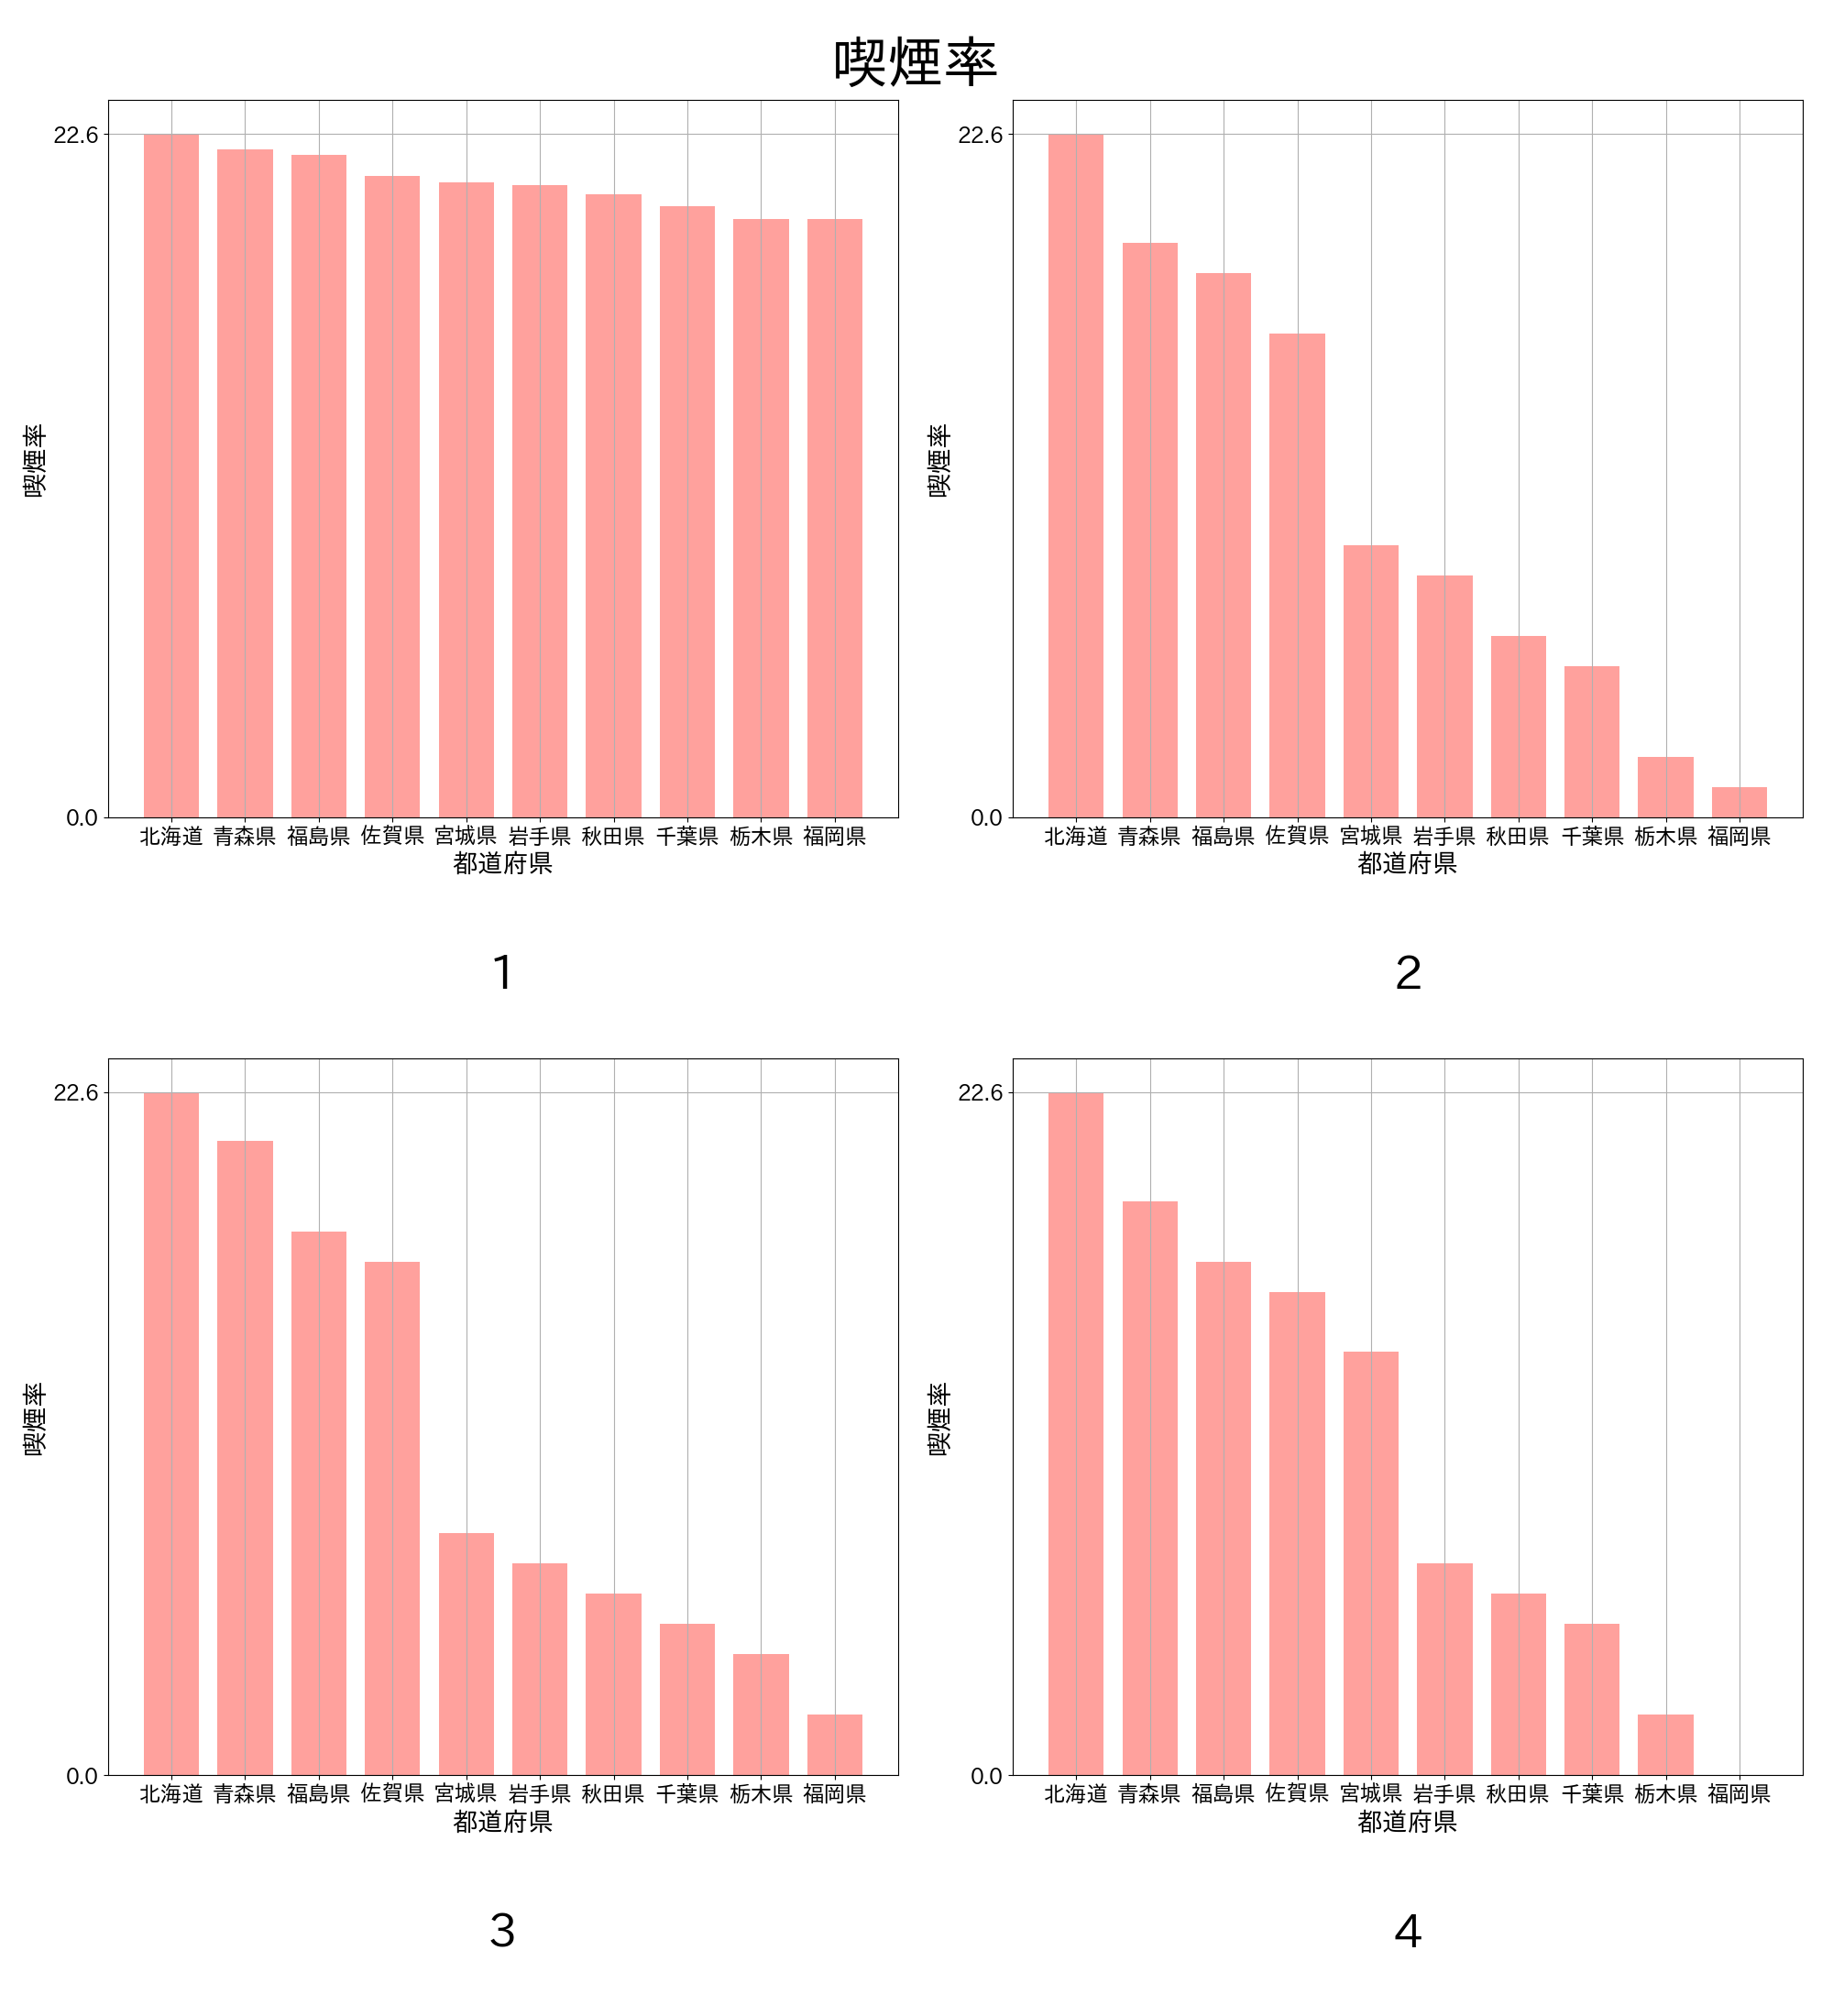 喫煙率
22.6
0.0
喫煙率
北海道 青森県 福島県 佐賀県 宮城県 岩手県 秋田県 千葉県 栃木県 福岡県
都道府県
1
22.6
0.0
喫煙率
北海道 青森県 福島県 佐賀県 宮城県 岩手県 秋田県 千葉県 栃木県 福岡県
都道府県
2
22.6
0.0
喫煙率
北海道 青森県 福島県 佐賀県 宮城県 岩手県 秋田県 千葉県 栃木県 福岡県
都道府県
3
22.6
0.0
喫煙率
北海道 青森県 福島県 佐賀県 宮城県 岩手県 秋田県 千葉県 栃木県 福岡県
都道府県
4